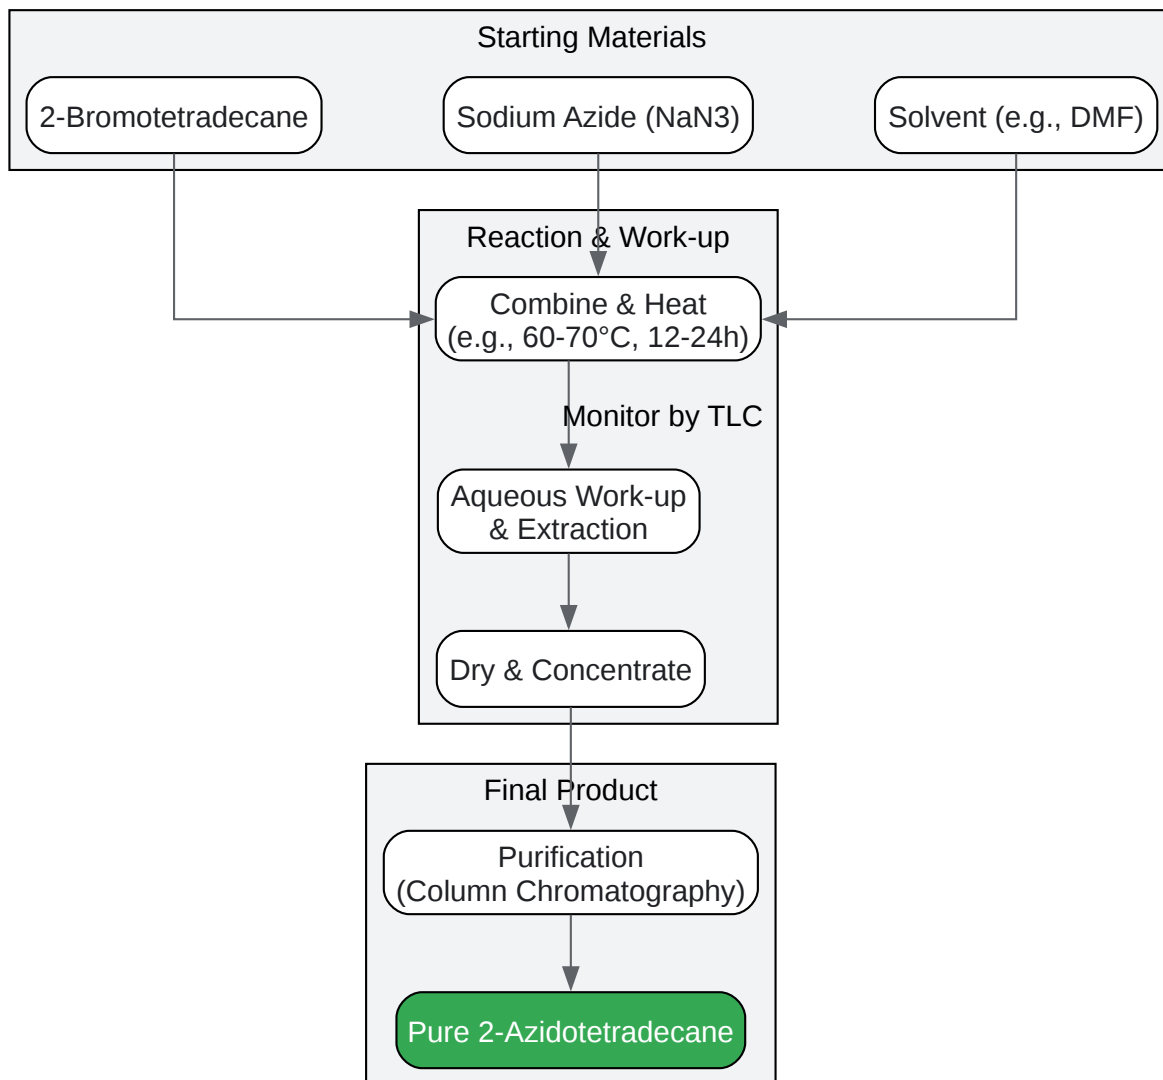 Starting Materials
2-Bromotetradecane
Sodium Azide (NaN3)
Solvent (e.g., DMF)
Reaction & Work-up
Combine & Heat
(e.g., 60-70°C, 12-24h)
Monitor by TLC
Aqueous Work-up
& Extraction
Dry & Concentrate
Final Product
Purification
(Column Chromatography)
Pure 2-Azidotetradecane